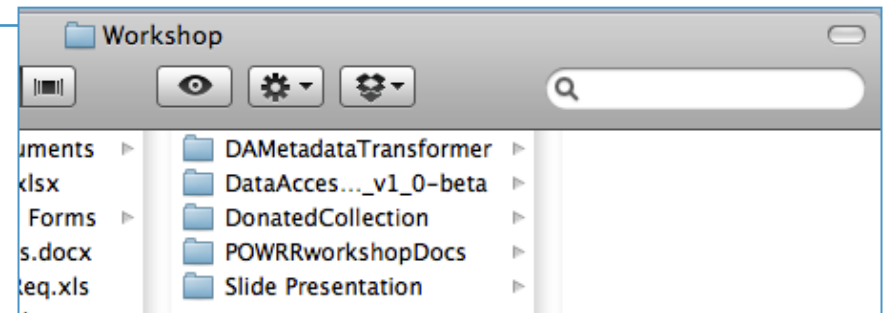 Workshop
uments
xlsx
Forms
s.docx
Req.xls
DAMetadataTransformer
DataAcces..._v1_0-beta
DonatedCollection
POWRRworkshopDocs
Slide Presentation